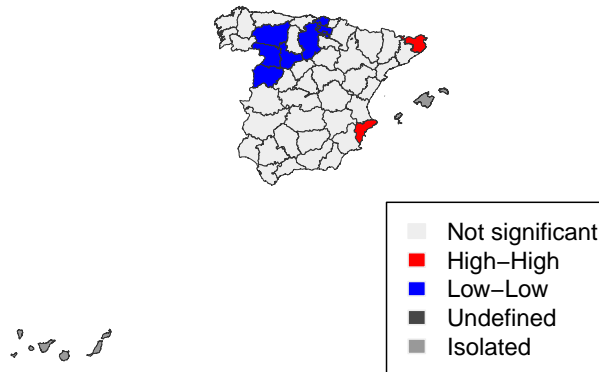 Not significant
High−High
Low−Low
Undefined
Isolated